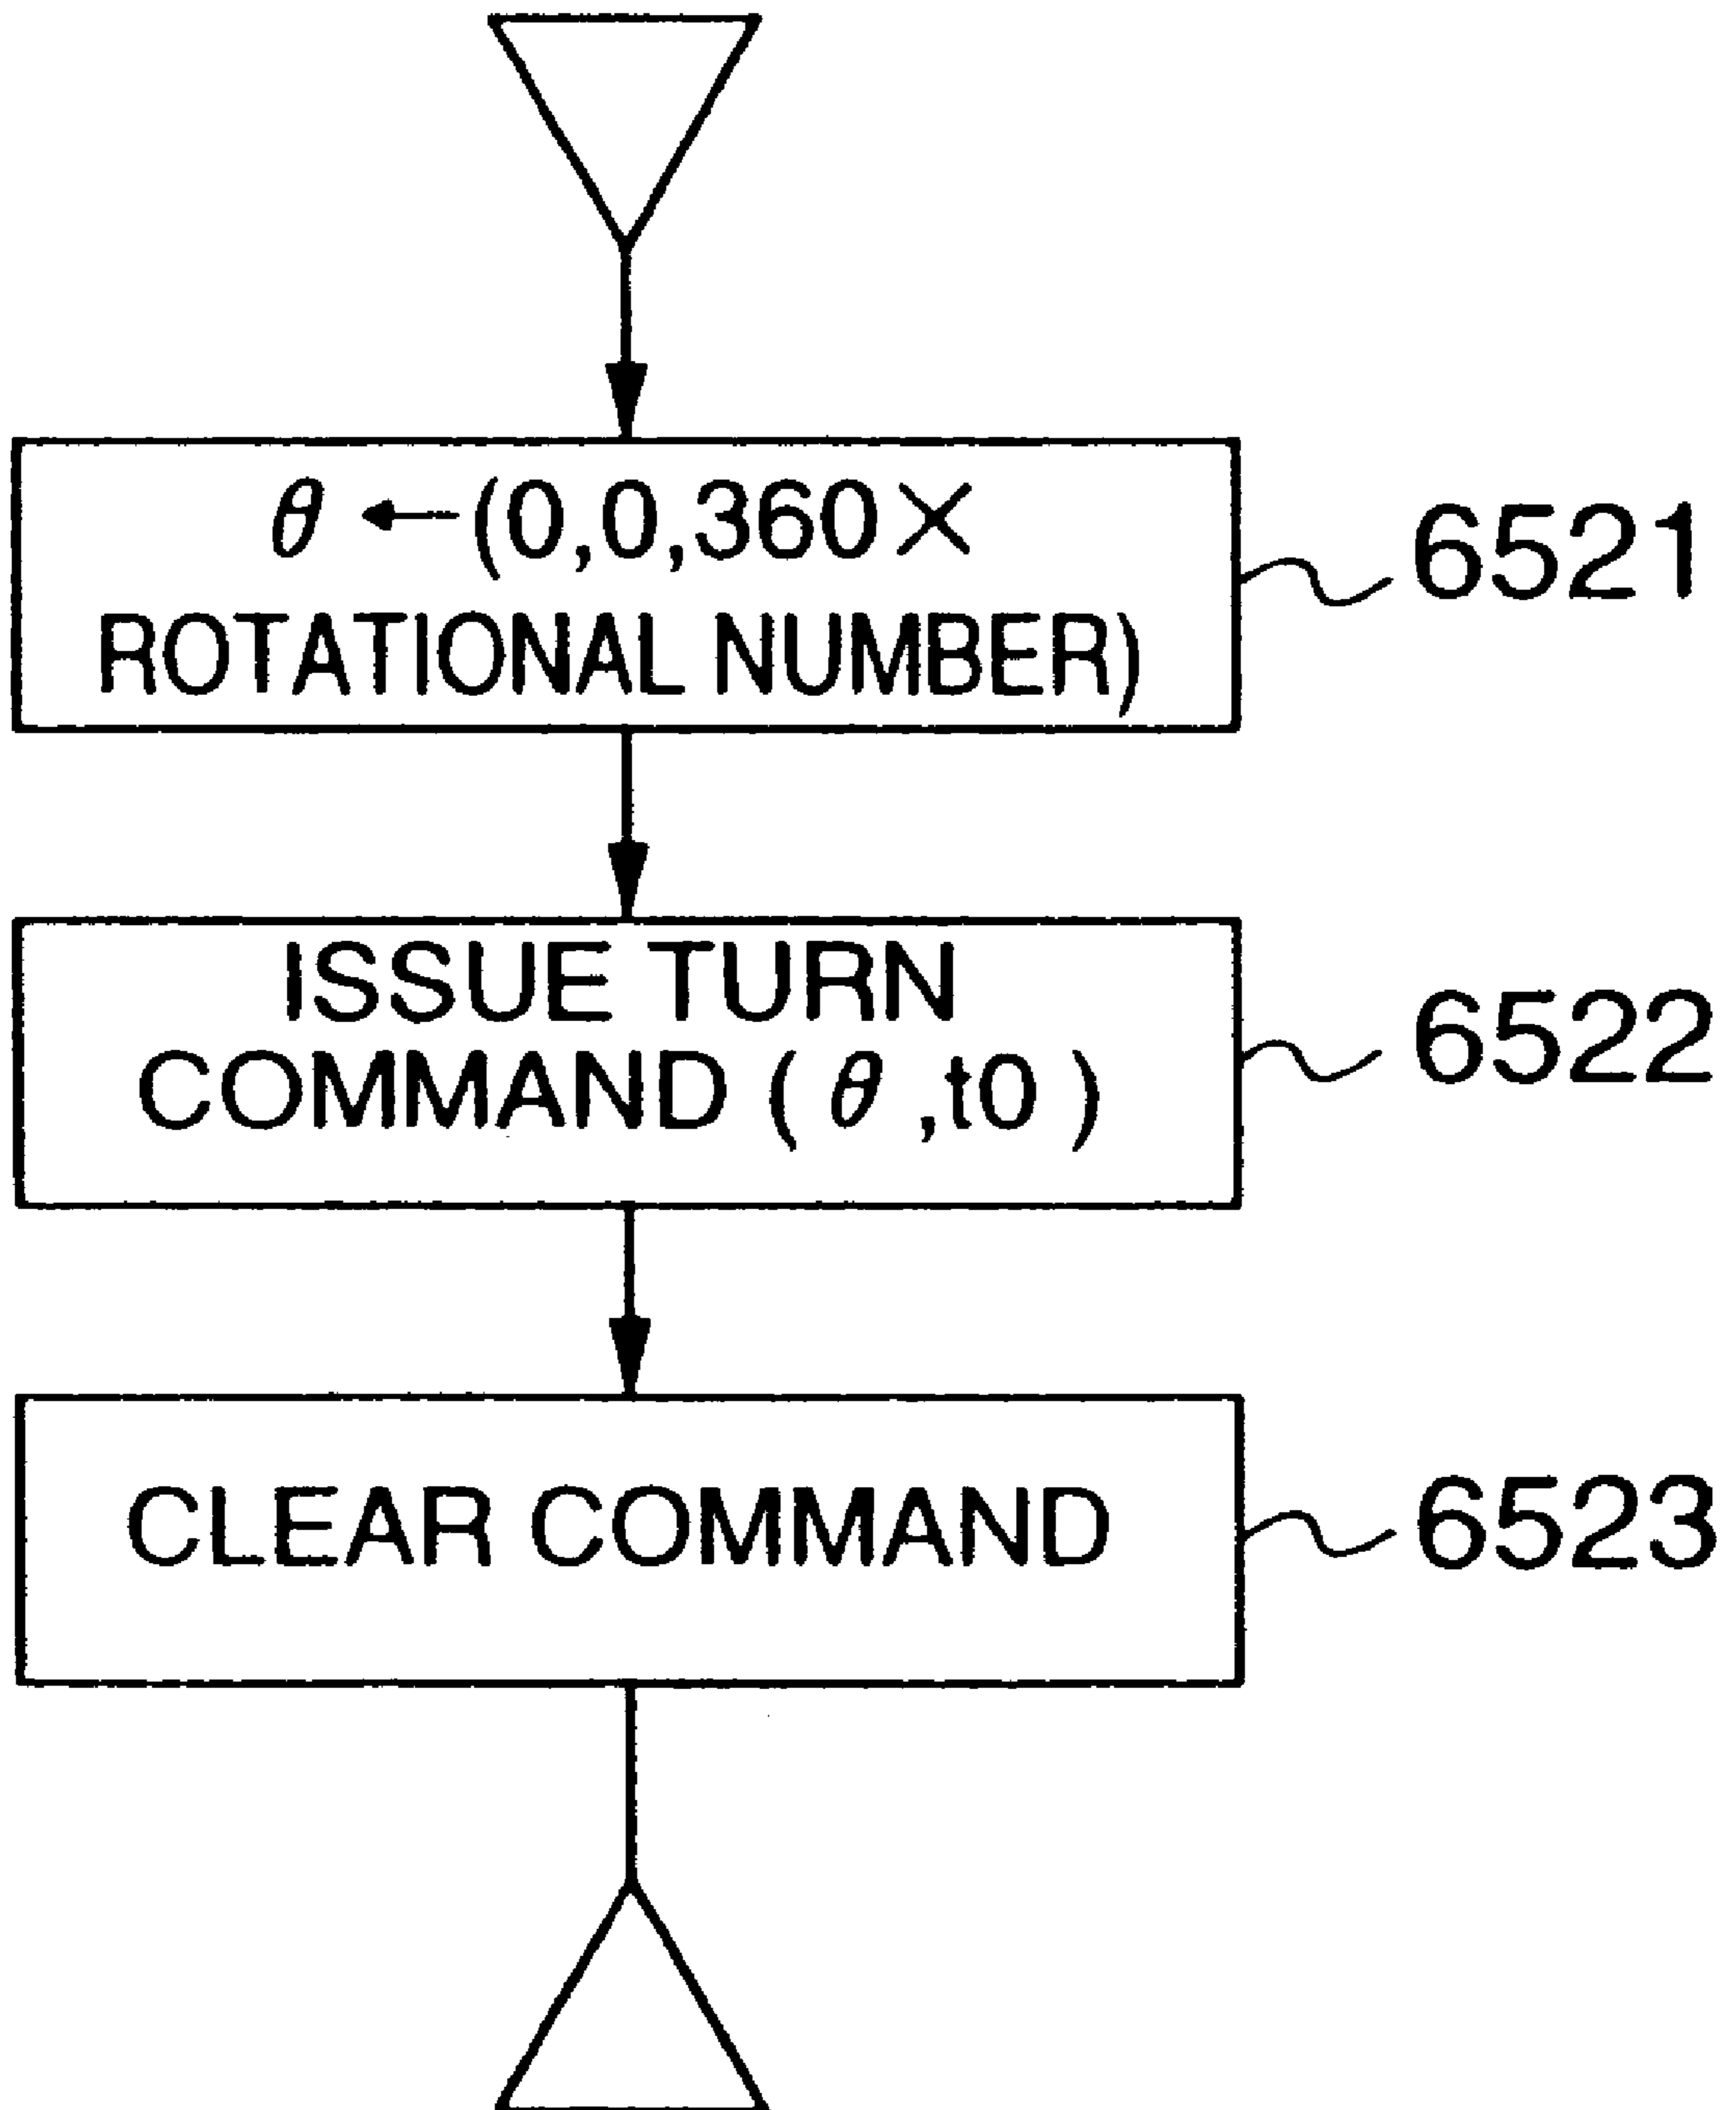 θ ← (0,0,360×
ROTATIONAL NUMBER)
6521
ISSUE TURN
COMMAND ( θ ,t0 )
6522
CLEAR COMMAND
6523